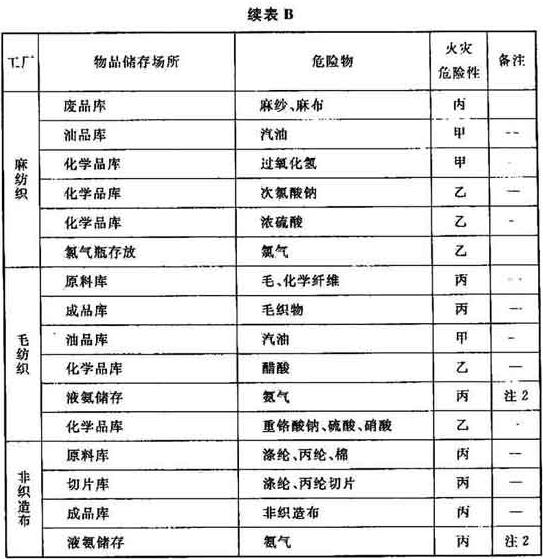 续表 B
工厂 物品储存场所 危险物 火灾危险性 备注
麻纺织 废品库 麻纱、麻布 丙
油品库 汽油 甲 —
化学品库 过氧化氢 甲 -
化学品库 次氯酸钠 乙 —
化学品库 浓硫酸 乙 -
氯气瓶存放 氯气 乙
毛纺织 原料库 毛、化学纤维 丙 —
成品库 毛织物 丙 —
油品库 汽油 甲 -
化学品库 醋酸 乙 —
液氨储存 氨气 丙 注 2
化学品库 重铬酸钠、硫酸、硝酸 乙 -
非织造布 原料库 涤纶、丙纶、棉 丙 —
切片库 涤纶、丙纶切片 丙 —
成品库 非织造布 丙 —
液氨储存 氨气 丙 注 2